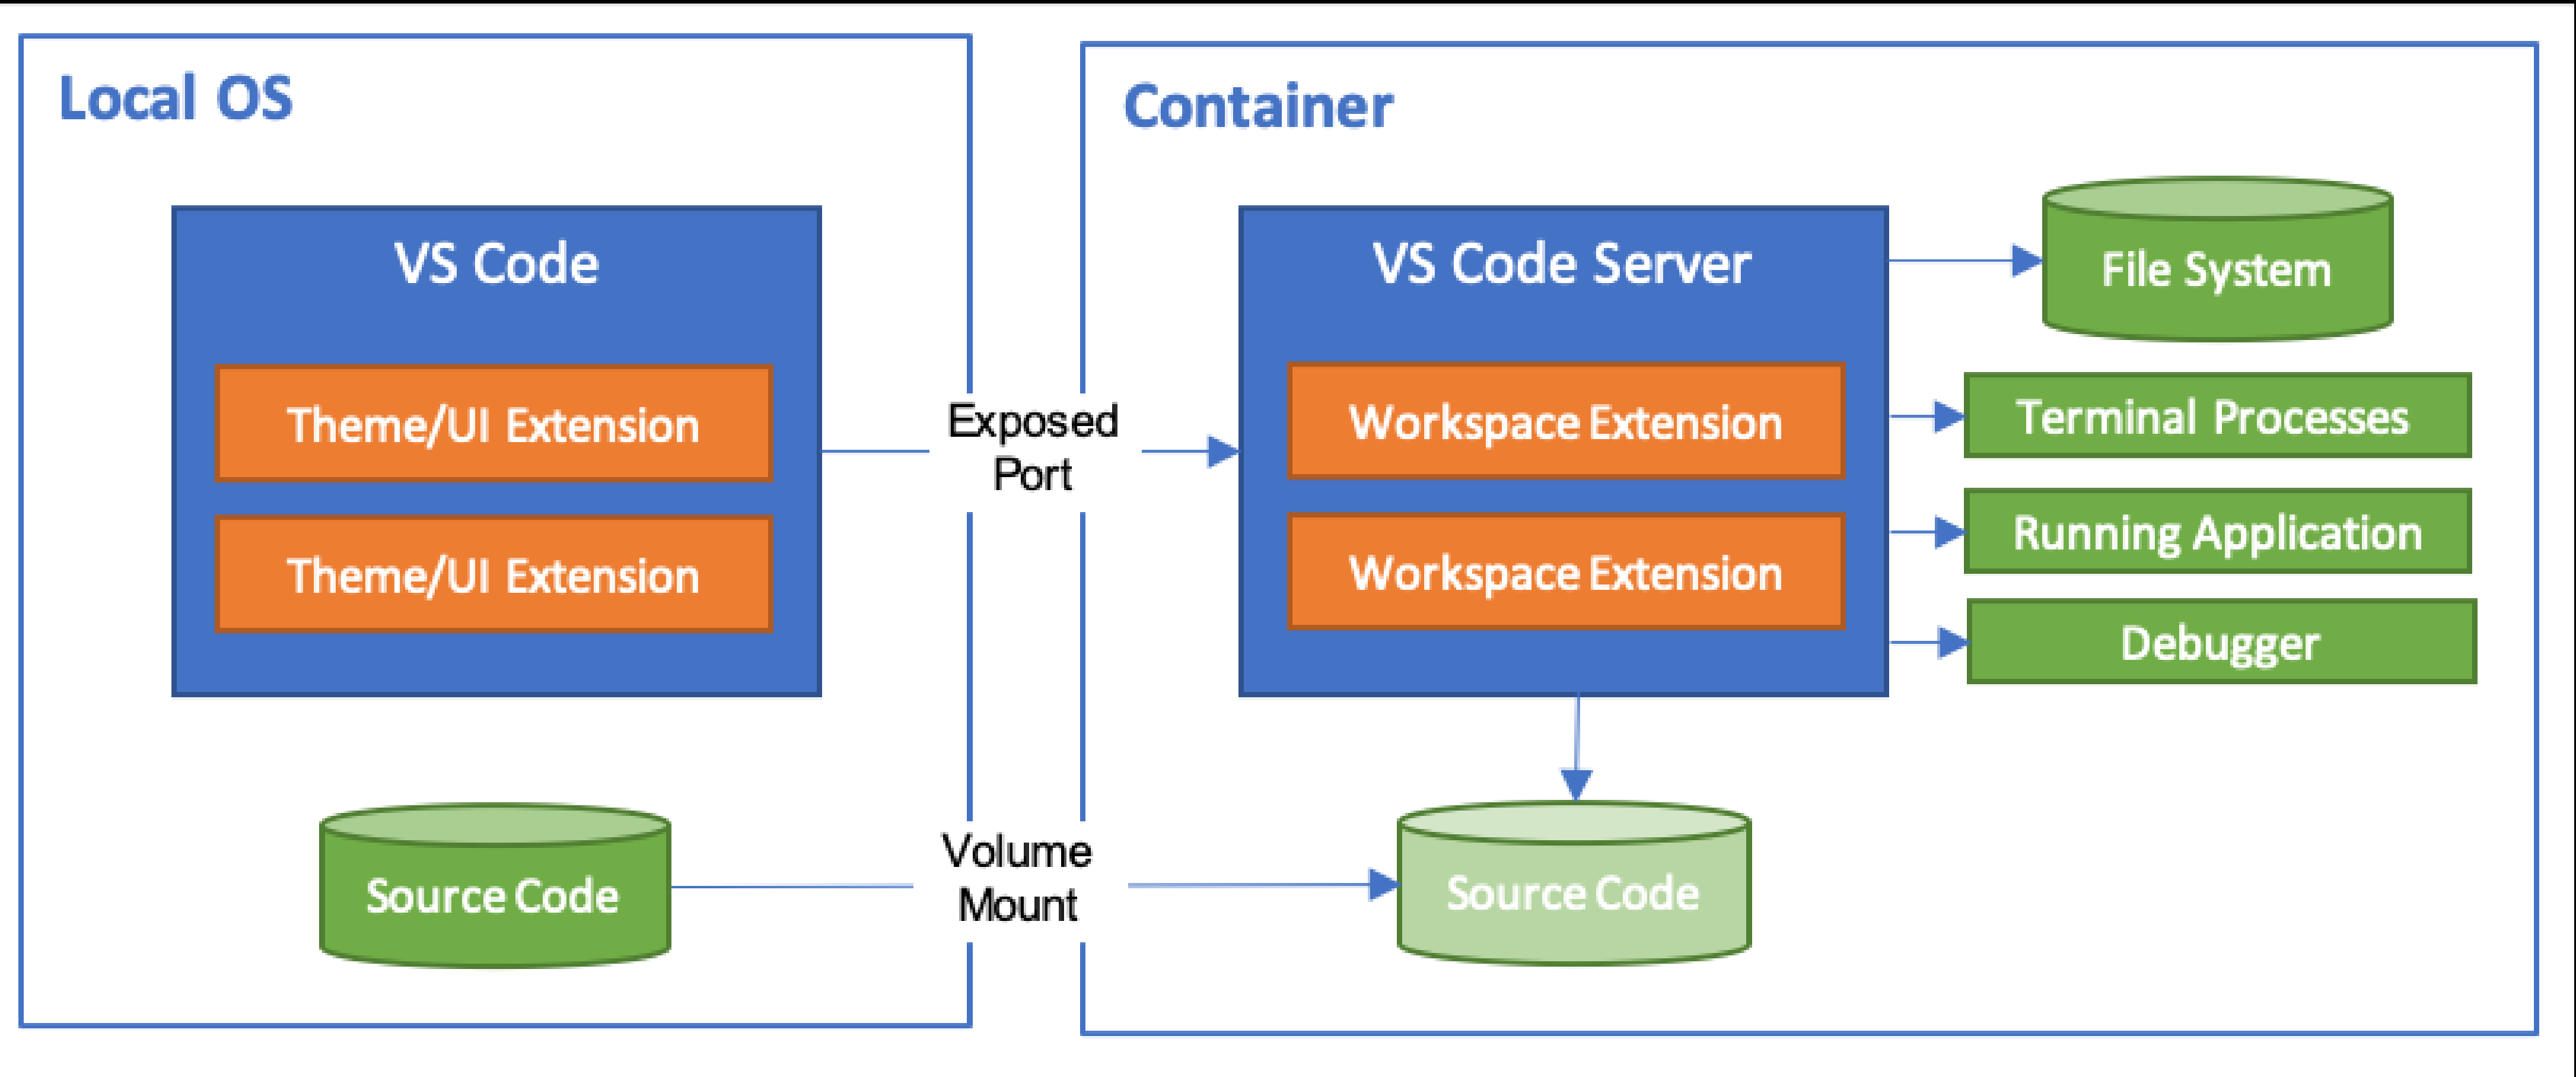 Local OS
VS Code
Theme/UI Extension
Theme/UI Extension
Source Code
Exposed
Port
Volume
Mount
Container
VS Code Server
Workspace Extension
Workspace Extension
File System
Terminal Processes
Running Application
Debugger
Source Code